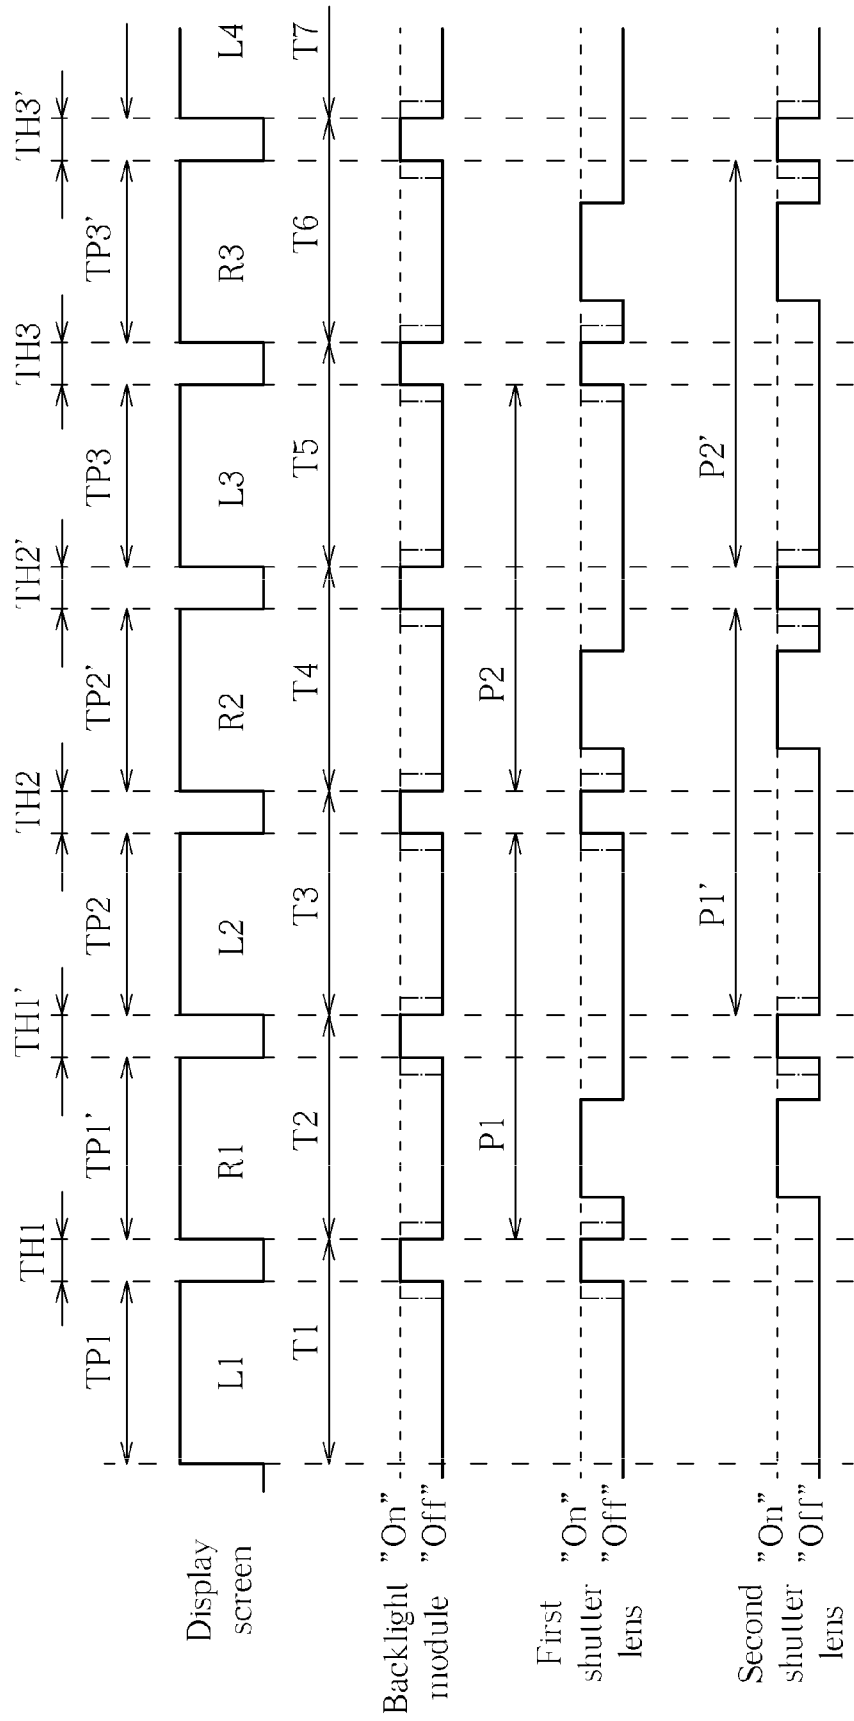 TH1 TH1' TH2 TH2' TH3 TH3'
TP1 TP1' TP2 TP2' TP3 TP3'
Display
screen
L1 R1 L2 R2 L3 R3 L4
T1 T2 T3 T4 T5 T6 T7
Backlight
module
"On"
"Off"
P1 P2
First
shutter
lens
"On"
"Off"
P1' P2'
Second
shutter
lens
"On"
"Off"